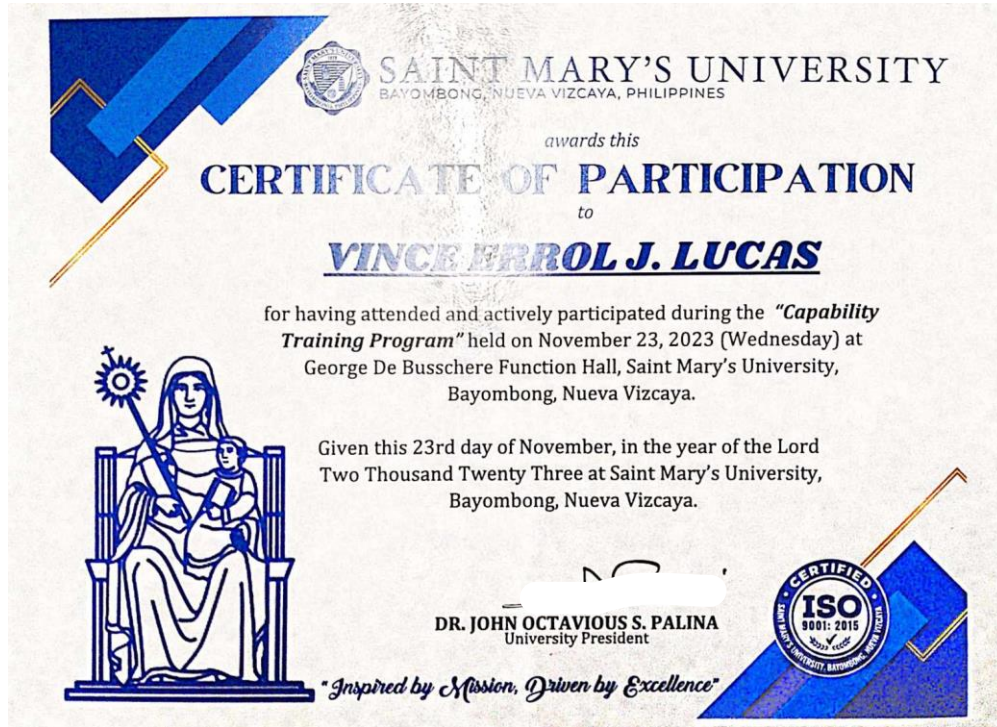 SAINT MARY'S UNIVERSITY
BAYOMBONG, NUEVA VIZCAYA, PHILIPPINES
awards this
CERTIFICATE OF PARTICIPATION
to
VINCE ERROL J. LUCAS
for having attended and actively participated during the "Capability
Training Program" held on November 23, 2023 (Wednesday) at
George De Busschere Function Hall, Saint Mary's University,
Bayombong, Nueva Vizcaya.
Given this 23rd day of November, in the year of the Lord
Two Thousand Twenty Three at Saint Mary's University,
Bayombong, Nueva Vizcaya.
DR. JOHN OCTAVIOUS S. PALINA
University President
"Inspired by Mission, Driven by Excellence"
CERTIFIED
ISO
9001: 2015
SAINT MARY'S UNIVERSITY, BAYOMBONG, NUEVA VIZCAYA